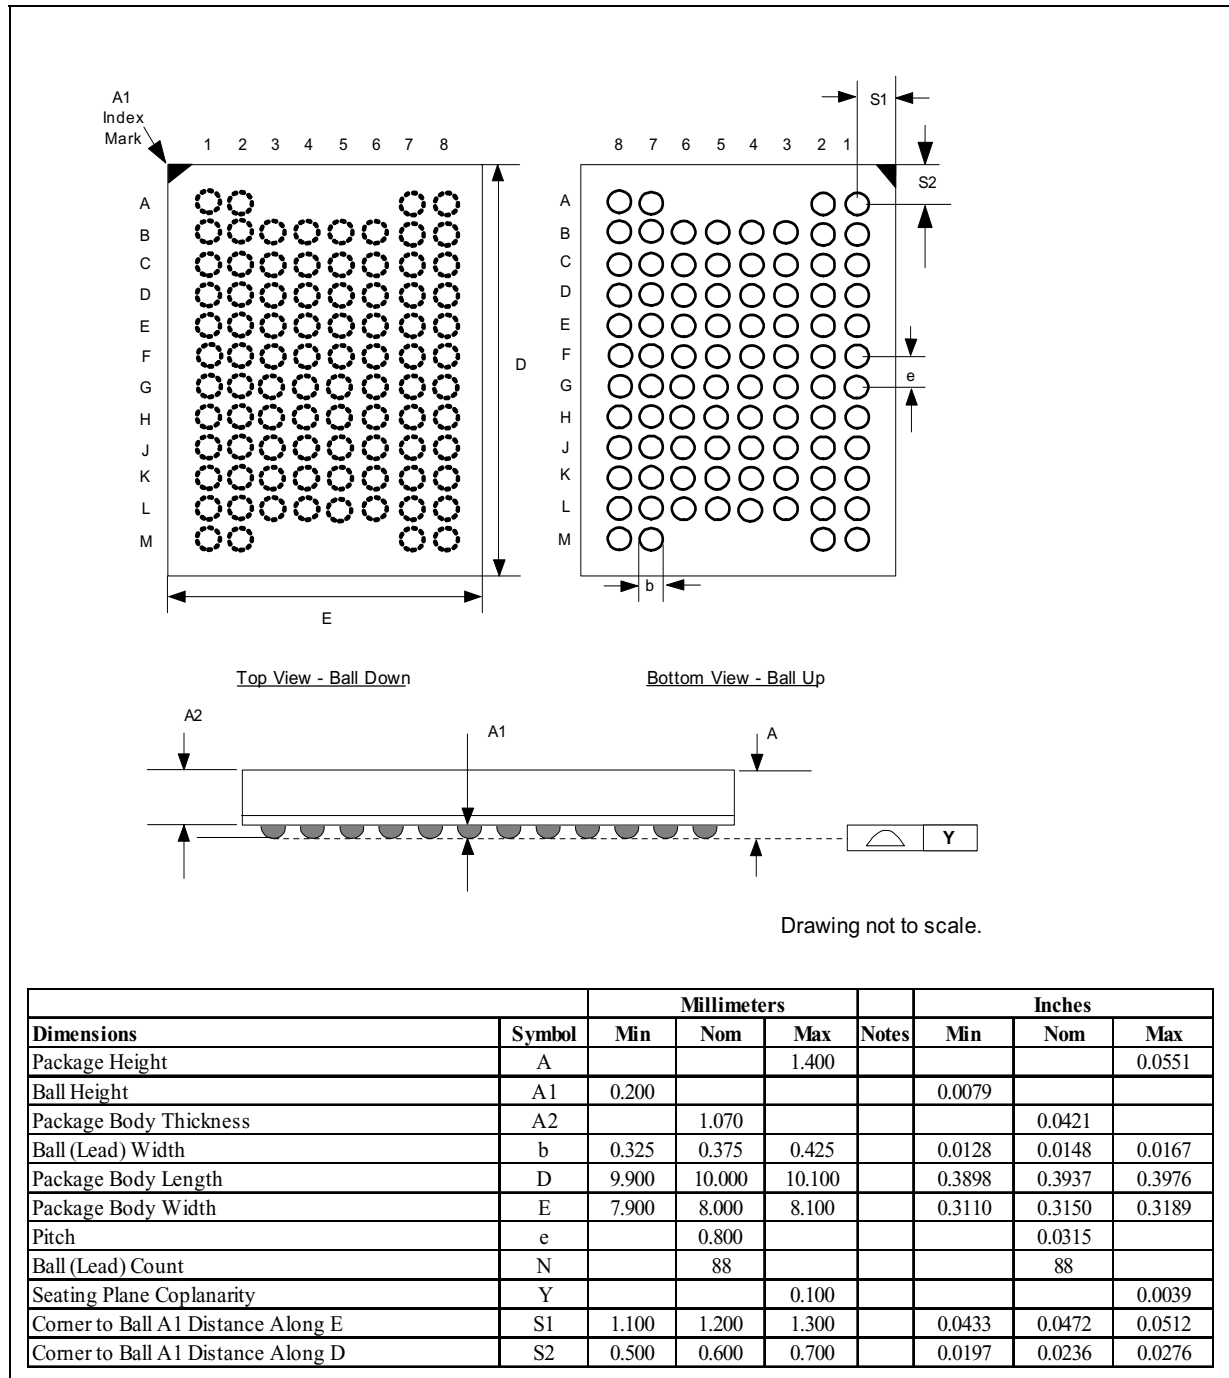 A1
Index
Mark
1 2 3 4 5 6 7 8
A
B
C
D
E
F
G
H
J
K
L
M
D
E
Top View - Ball Down
S1
8 7 6 5 4 3 2 1
S2
A
B
C
D
E
F
G
H
J
K
L
M
e
b
Bottom View - Ball Up
A2
A1
A
Y
Drawing not to scale.
Millimeters Inches
Dimensions Symbol Min Nom Max Notes Min Nom Max
Package Height A 1.400 0.0551
Ball Height A1 0.200 0.0079
Package Body Thickness A2 1.070 0.0421
Ball (Lead) Width b 0.325 0.375 0.425 0.0128 0.0148 0.0167
Package Body Length D 9.900 10.000 10.100 0.3898 0.3937 0.3976
Package Body Width E 7.900 8.000 8.100 0.3110 0.3150 0.3189
Pitch e 0.800 0.0315
Ball (Lead) Count N 88 88
Seating Plane Coplanarity Y 0.100 0.0039
Corner to Ball A1 Distance Along E S1 1.100 1.200 1.300 0.0433 0.0472 0.0512
Corner to Ball A1 Distance Along D S2 0.500 0.600 0.700 0.0197 0.0236 0.0276